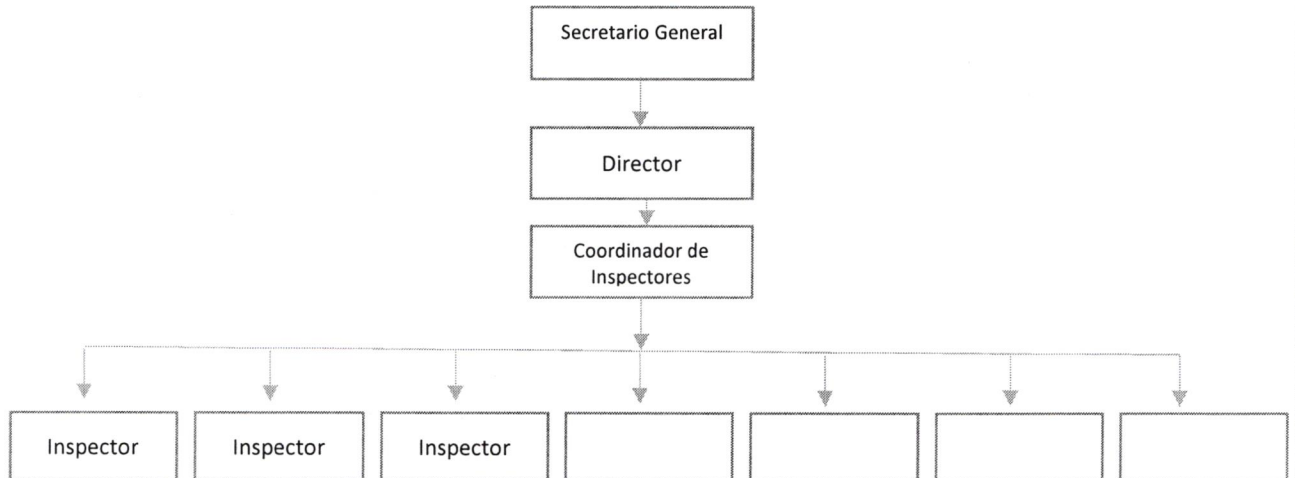 Secretario General
Director
Coordinador de
Inspectores
Inspector
Inspector
Inspector